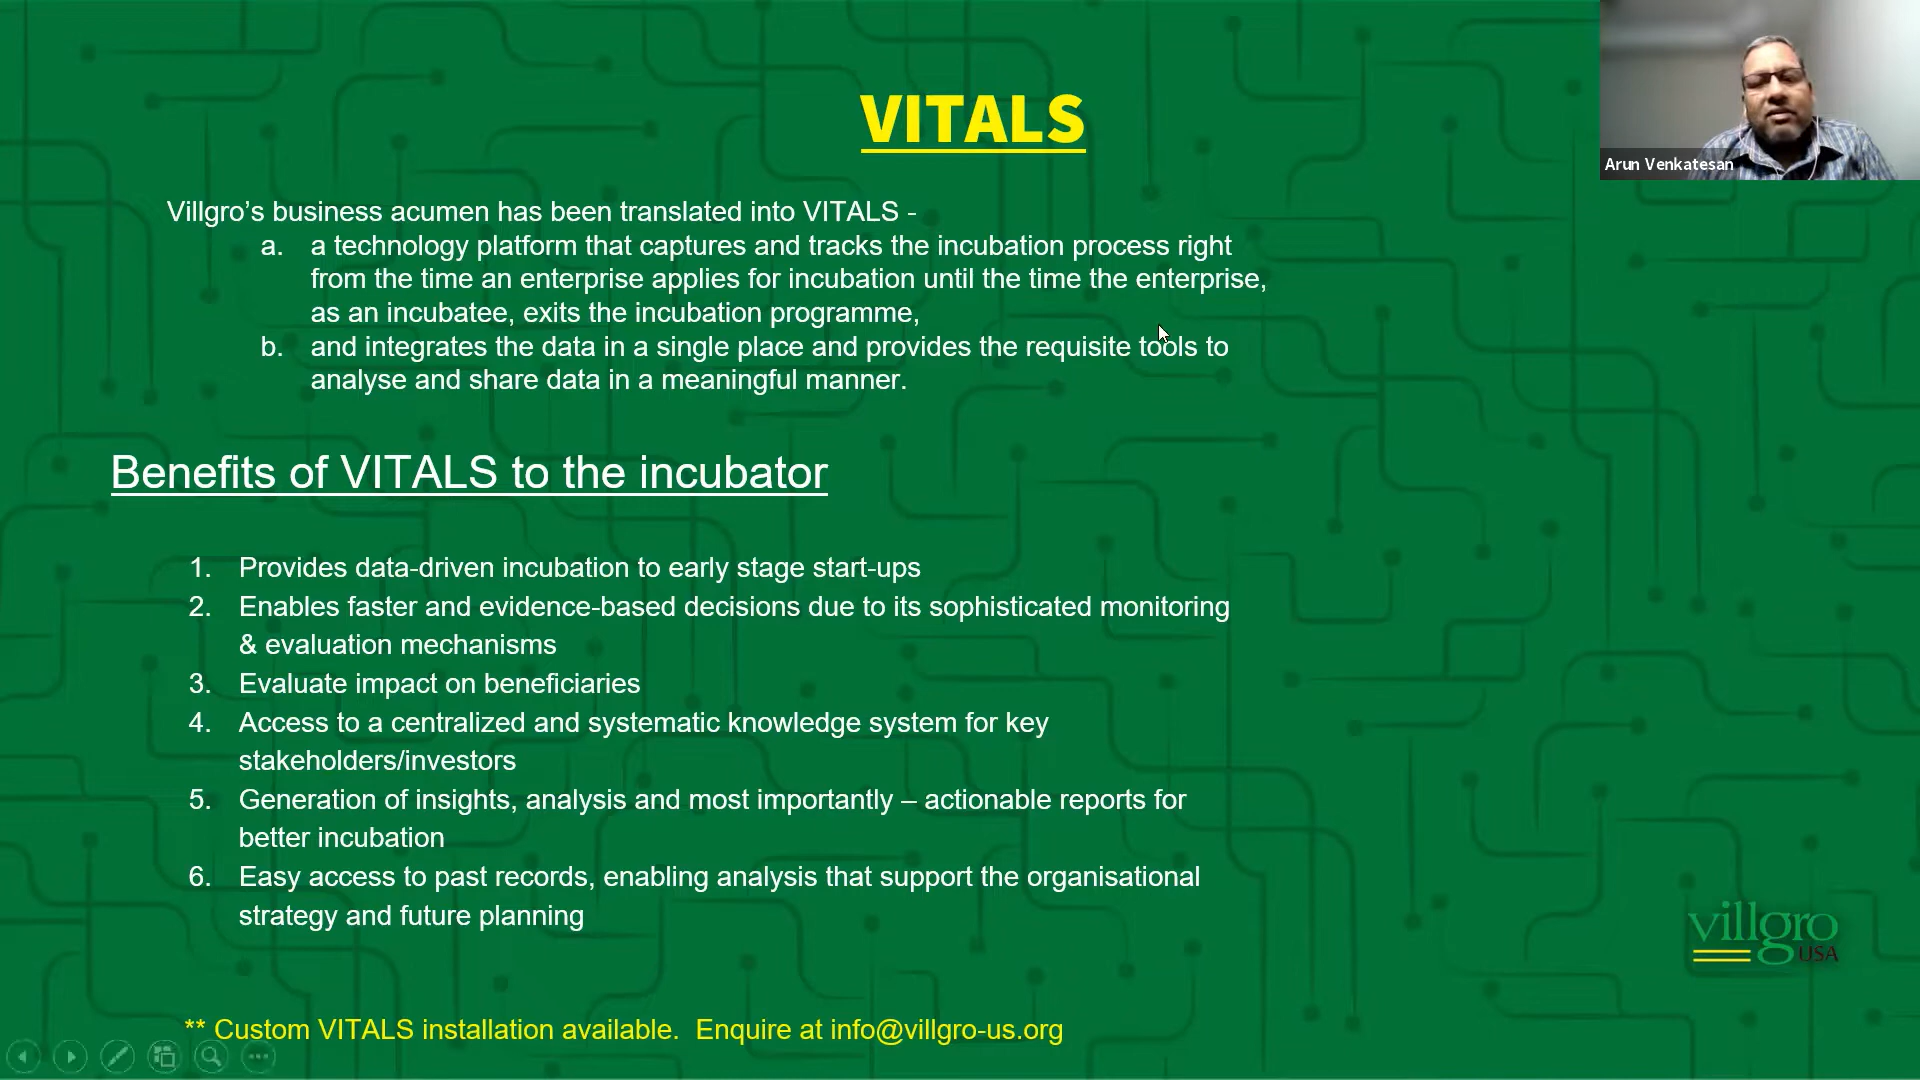 VITALS
Arun Venkatesan
Villgro’s business acumen has been translated into VITALS -
a. a technology platform that captures and tracks the incubation process right
from the time an enterprise applies for incubation until the time the enterprise,
as an incubatee, exits the incubation programme,
b. and integrates the data in a single place and provides the requisite tools to
analyse and share data in a meaningful manner.
Benefits of VITALS to the incubator
1. Provides data-driven incubation to early stage start-ups
2. Enables faster and evidence-based decisions due to its sophisticated monitoring
& evaluation mechanisms
3. Evaluate impact on beneficiaries
4. Access to a centralized and systematic knowledge system for key
stakeholders/investors
5. Generation of insights, analysis and most importantly – actionable reports for
better incubation
6. Easy access to past records, enabling analysis that support the organisational
strategy and future planning
villgro
USA
** Custom VITALS installation available. Enquire at info@villgro-us.org